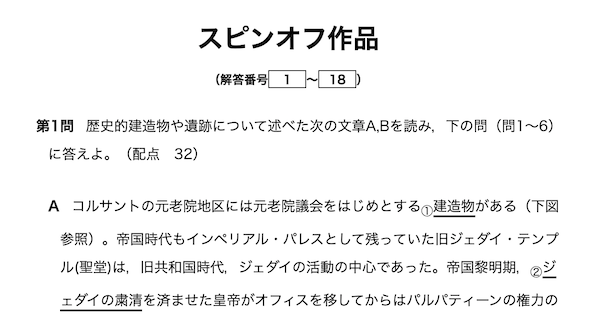 スピンオフ作品
（解答番号 1 〜 18 ）
第1問 歴史的建造物や遺跡について述べた次の文章A,Bを読み，下の問（問1〜6）
に答えよ。（配点 32）
A コルサントの元老院地区には元老院議会をはじめとする①建造物がある（下図
参照）。帝国時代もインペリアル・パレスとして残っていた旧ジェダイ・テンプ
ル(聖堂)は，旧共和国時代，ジェダイの活動の中心であった。帝国黎明期，②ジ
ェダイの粛清を済ませた皇帝がオフィスを移してからはパルパティーンの権力の